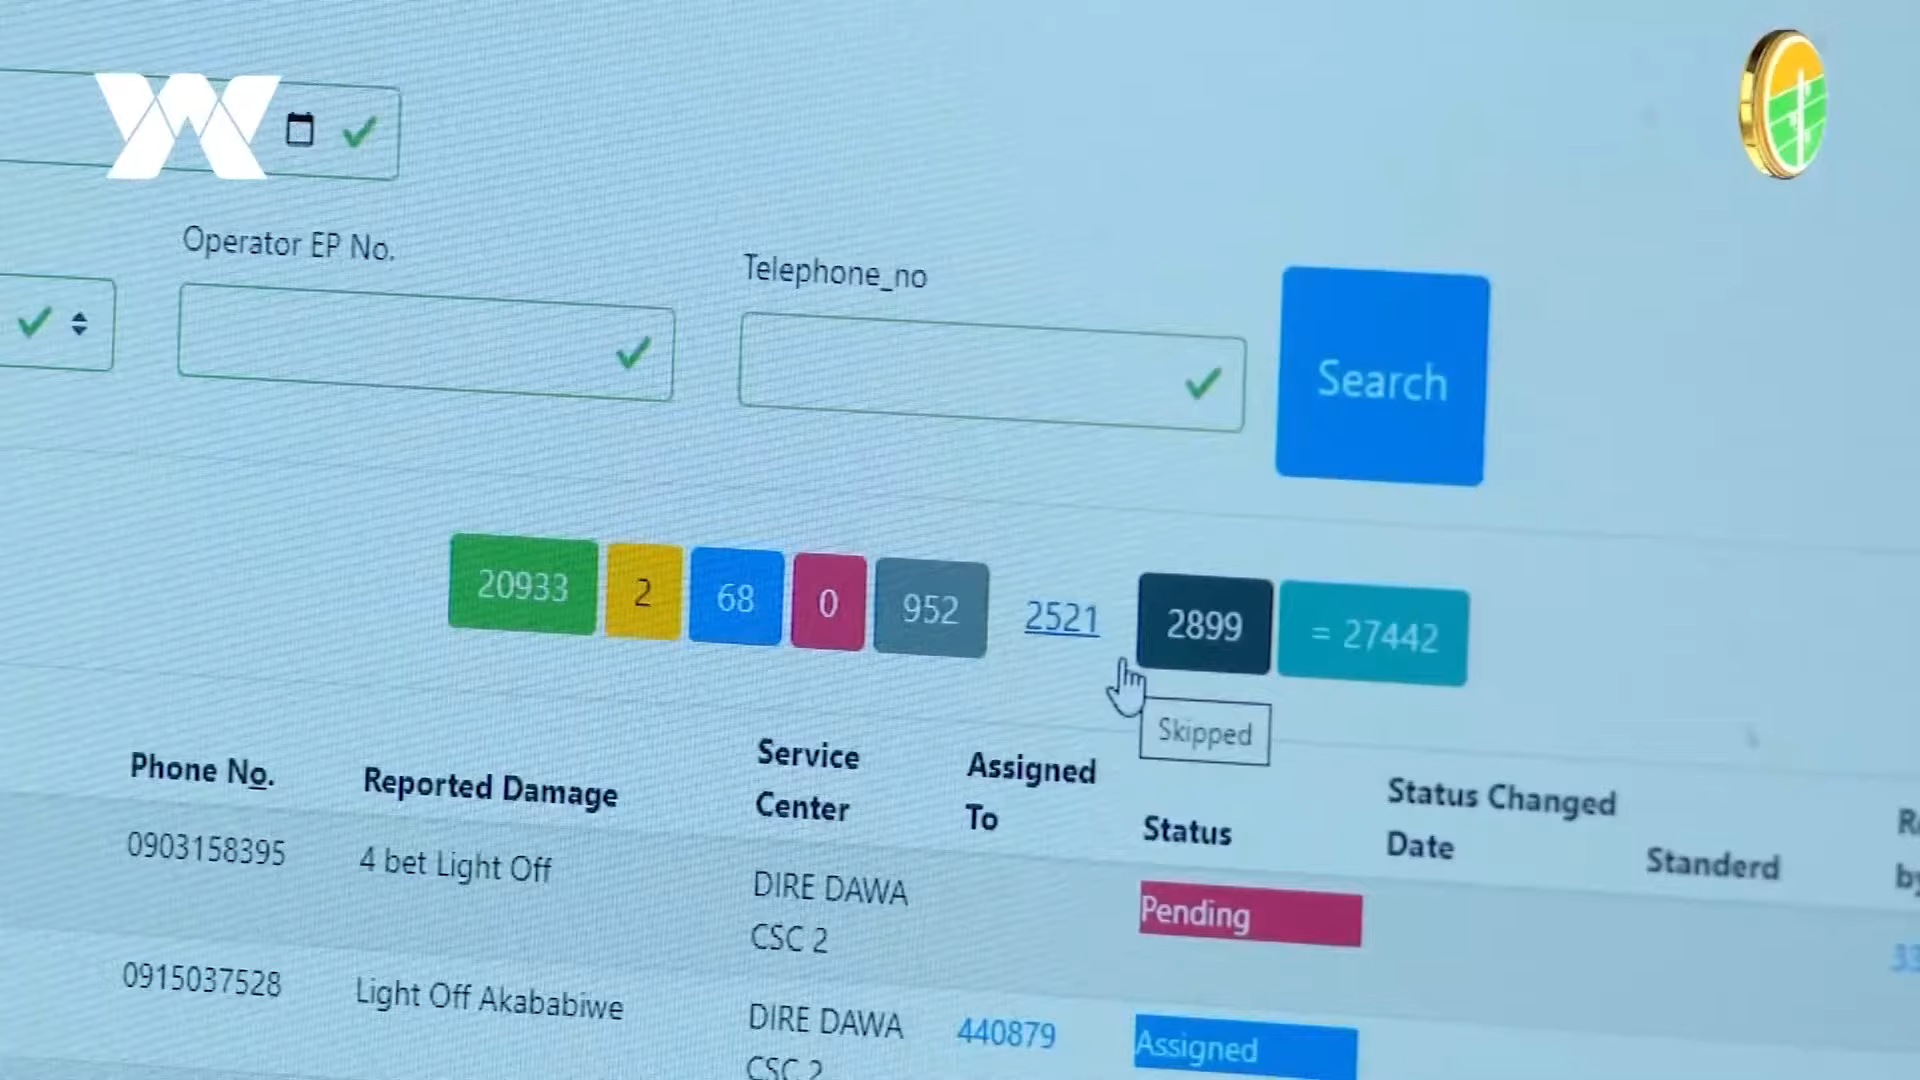 Operator EP No.
Telephone_no
Search
20933 2 68 0 952 2521 2899 = 27442
Skipped
Phone No. Reported Damage Service Center Assigned To Status Status Changed Date Standerd
0903158395 4 bet Light Off DIRE DAWA CSC 2 Pending
0915037528 Light Off Akababiwe DIRE DAWA CSC 2 440879 Assigned